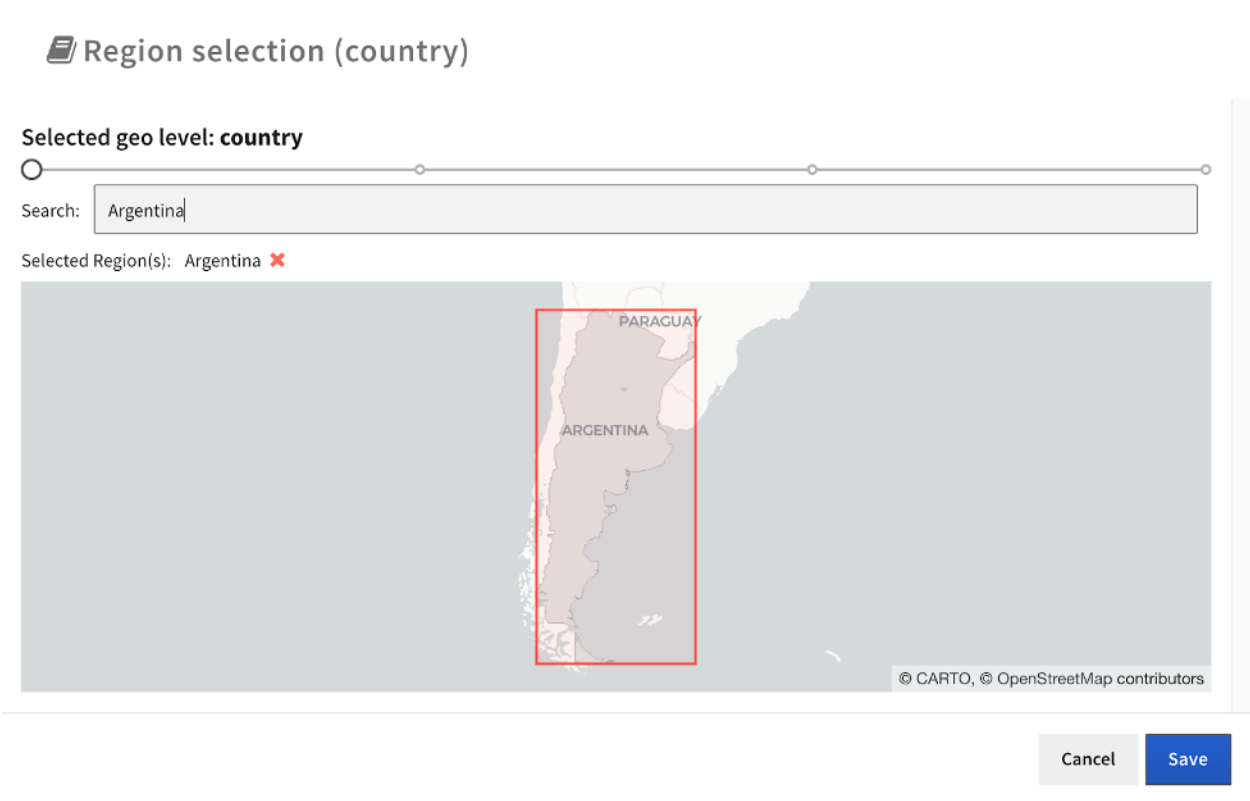 Region selection (country)
Selected geo level: country
Search: Argentina
Selected Region(s): Argentina
PARAGUAY
ARGENTINA
© CARTO, © OpenStreetMap contributors
Cancel Save